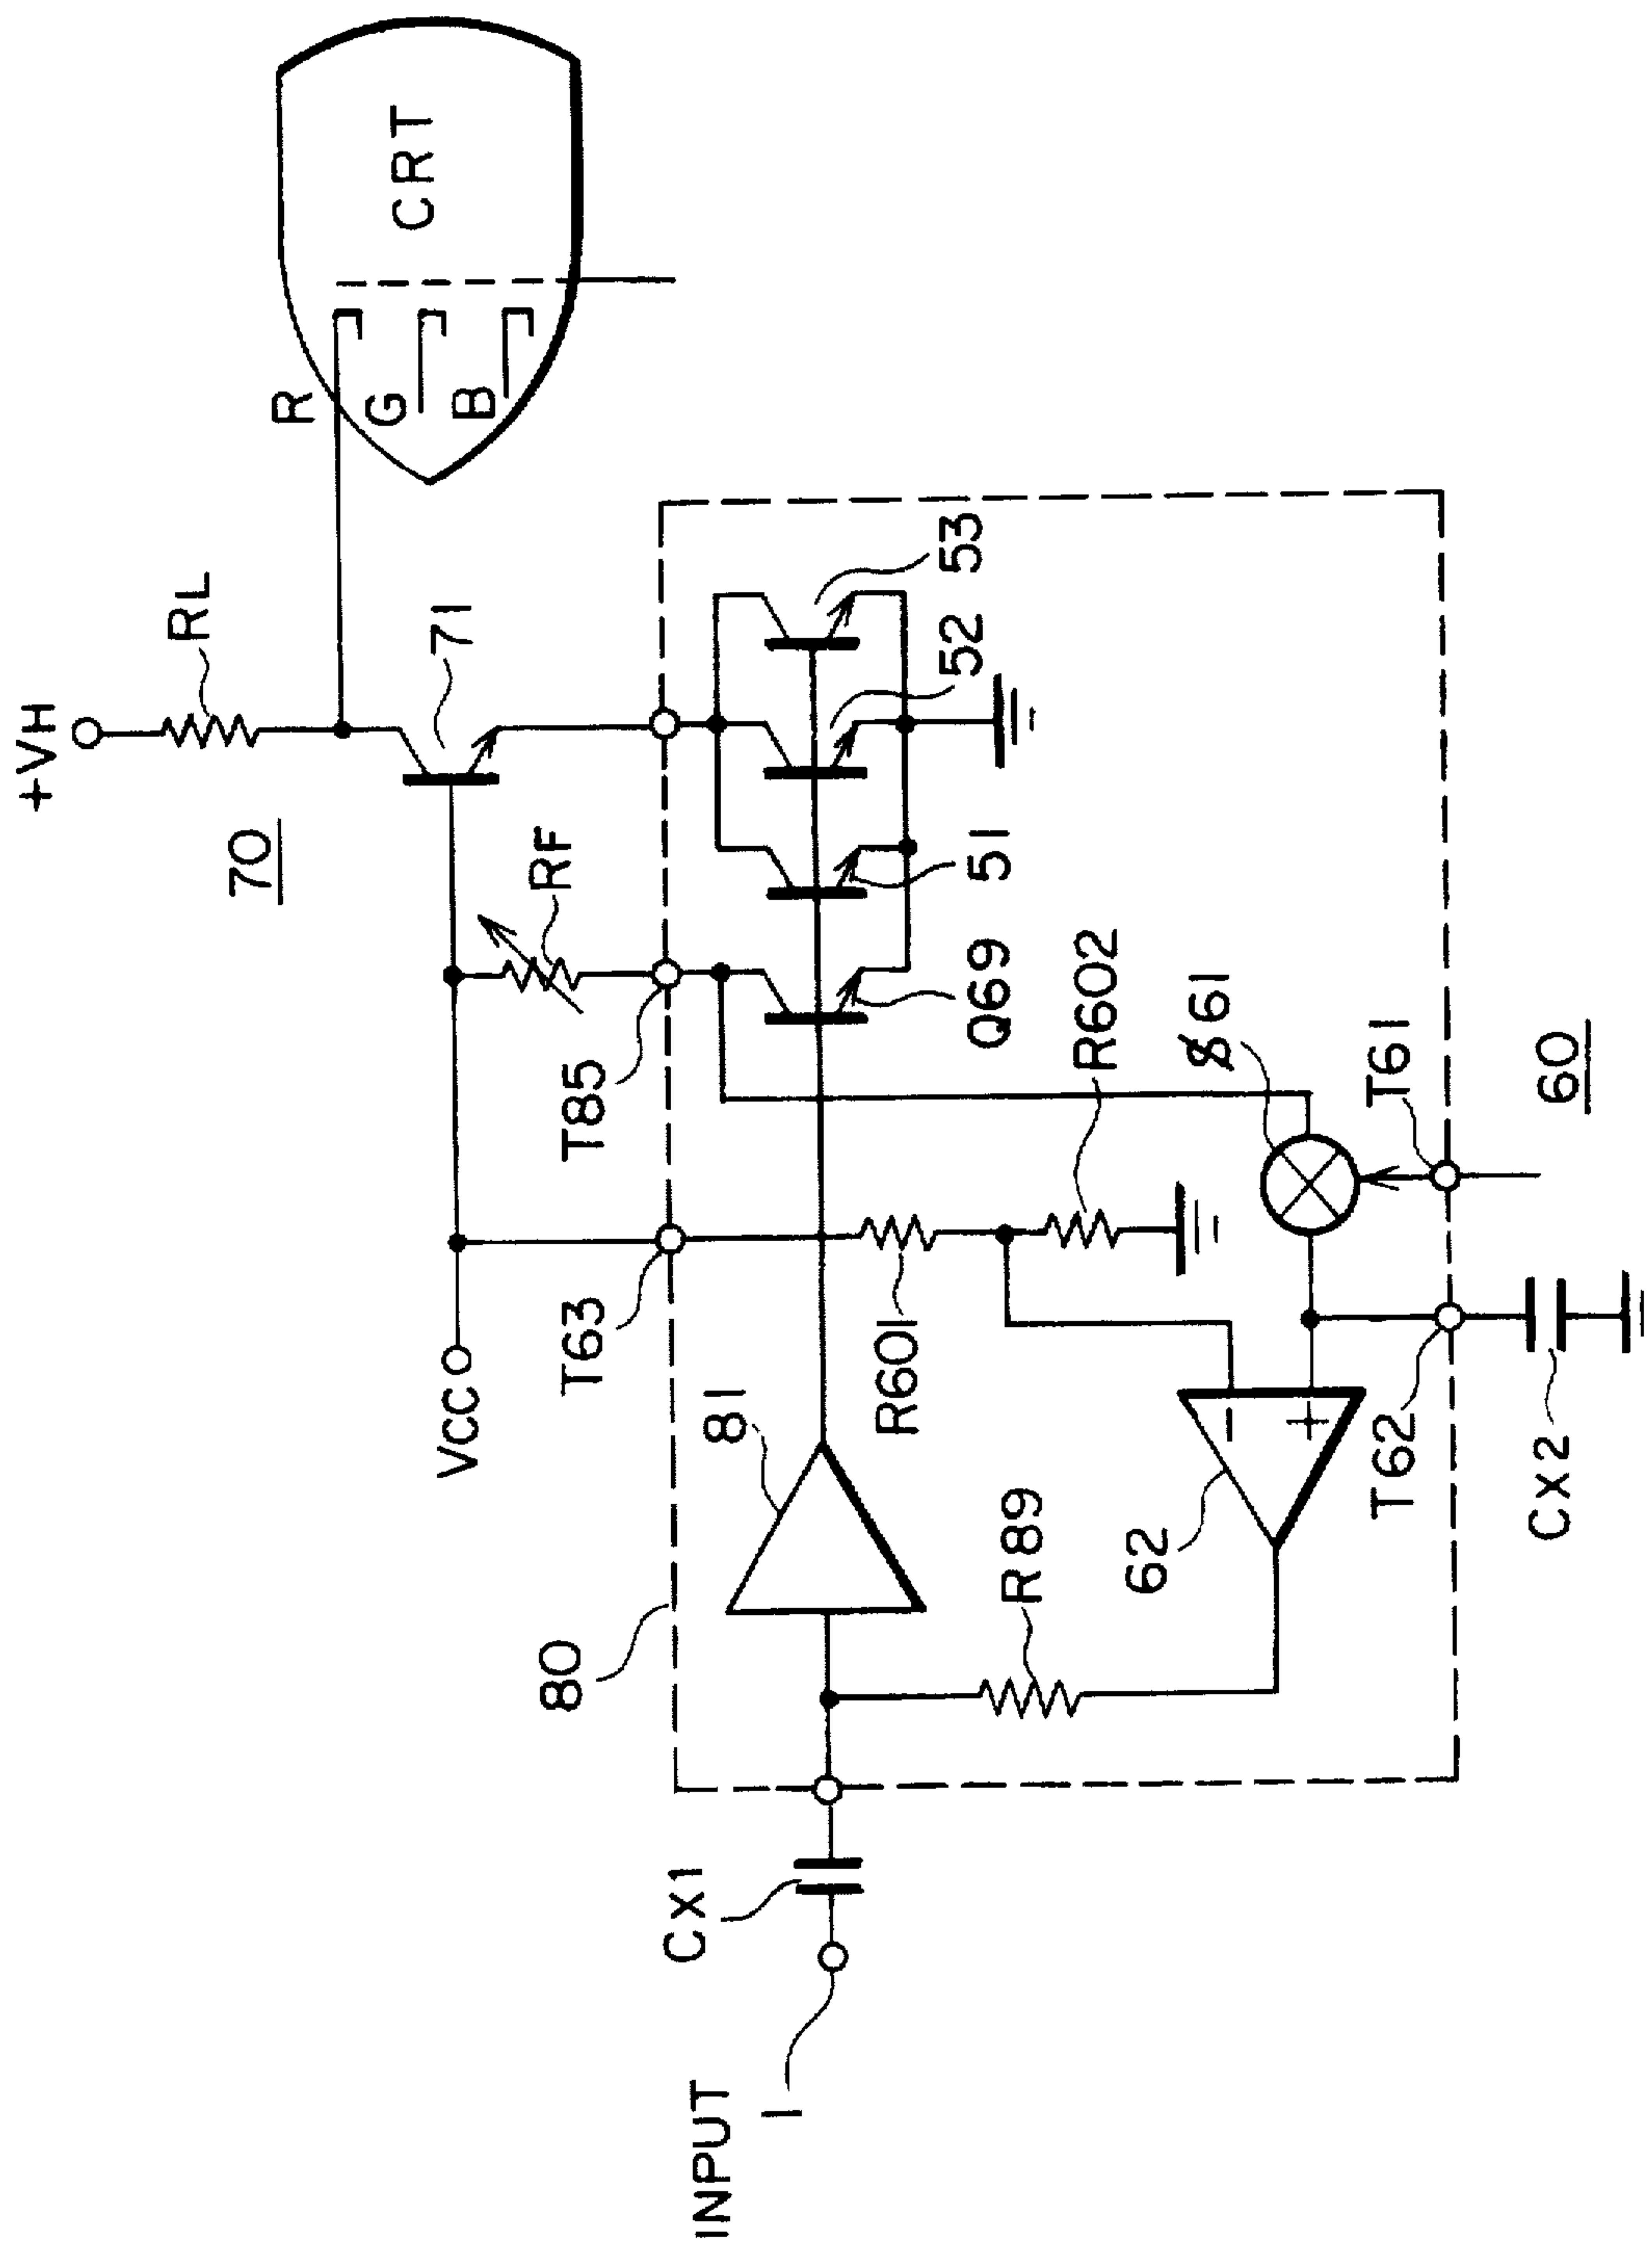 +VH
RL
70
71
R
G
B
CRT
VCC
RF
T63
T85
80
81
Q69
51
52
53
INPUT
1
CX1
R89
R601
R602
62
61
T62
T61
CX2
60